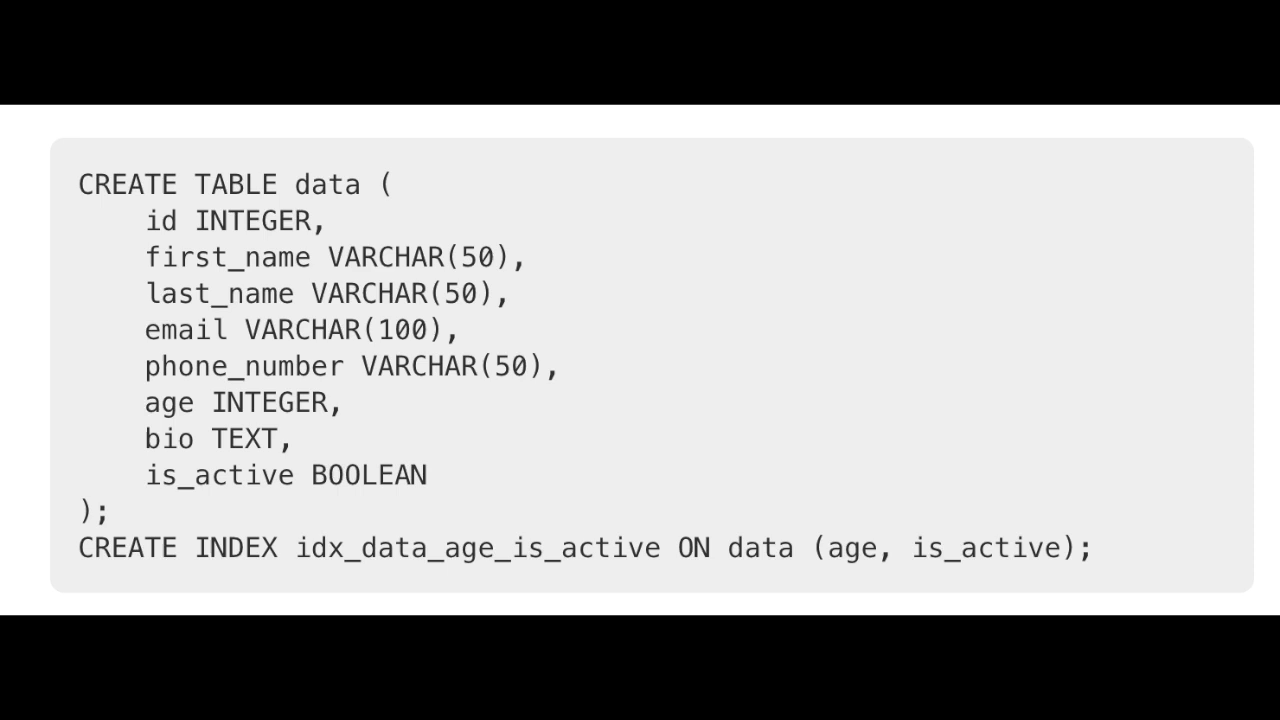 CREATE TABLE data (
    id INTEGER,
    first_name VARCHAR(50),
    last_name VARCHAR(50),
    email VARCHAR(100),
    phone_number VARCHAR(50),
    age INTEGER,
    bio TEXT,
    is_active BOOLEAN
);
CREATE INDEX idx_data_age_is_active ON data (age, is_active);